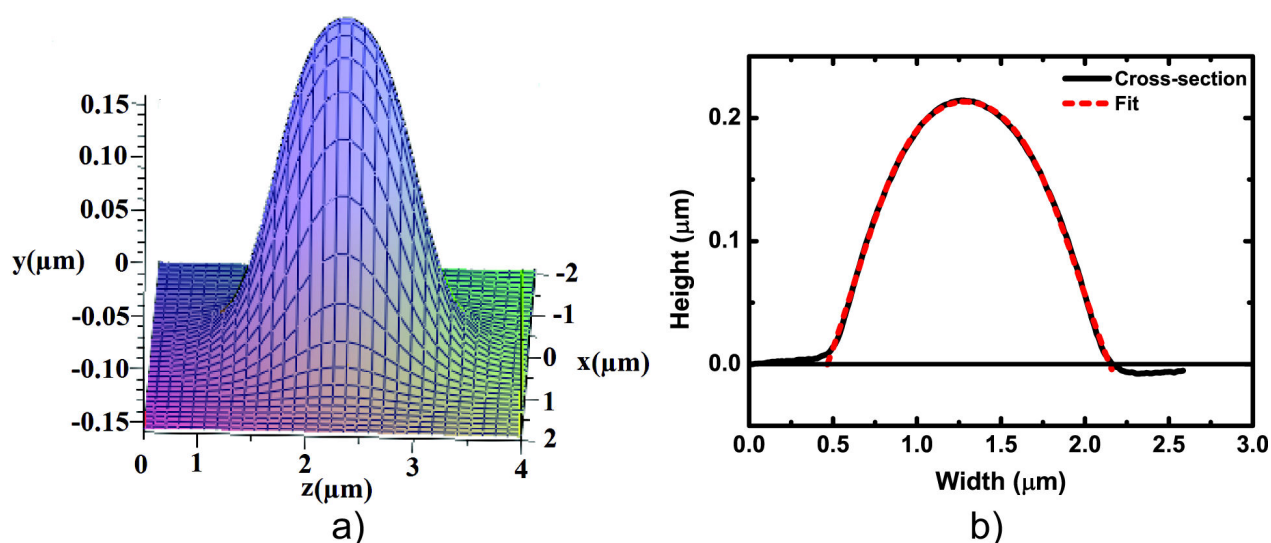 0.15
0.10
0.05
y(μm) 0
-0.05
-0.10
-0.15
-2
-1
0
x(μm)
1
2
0 1 2 3 4
z(μm)
a)
Cross-section
Fit
0.2
0.1
0.0
Height (μm)
0.0 0.5 1.0 1.5 2.0 2.5 3.0
Width (μm)
b)